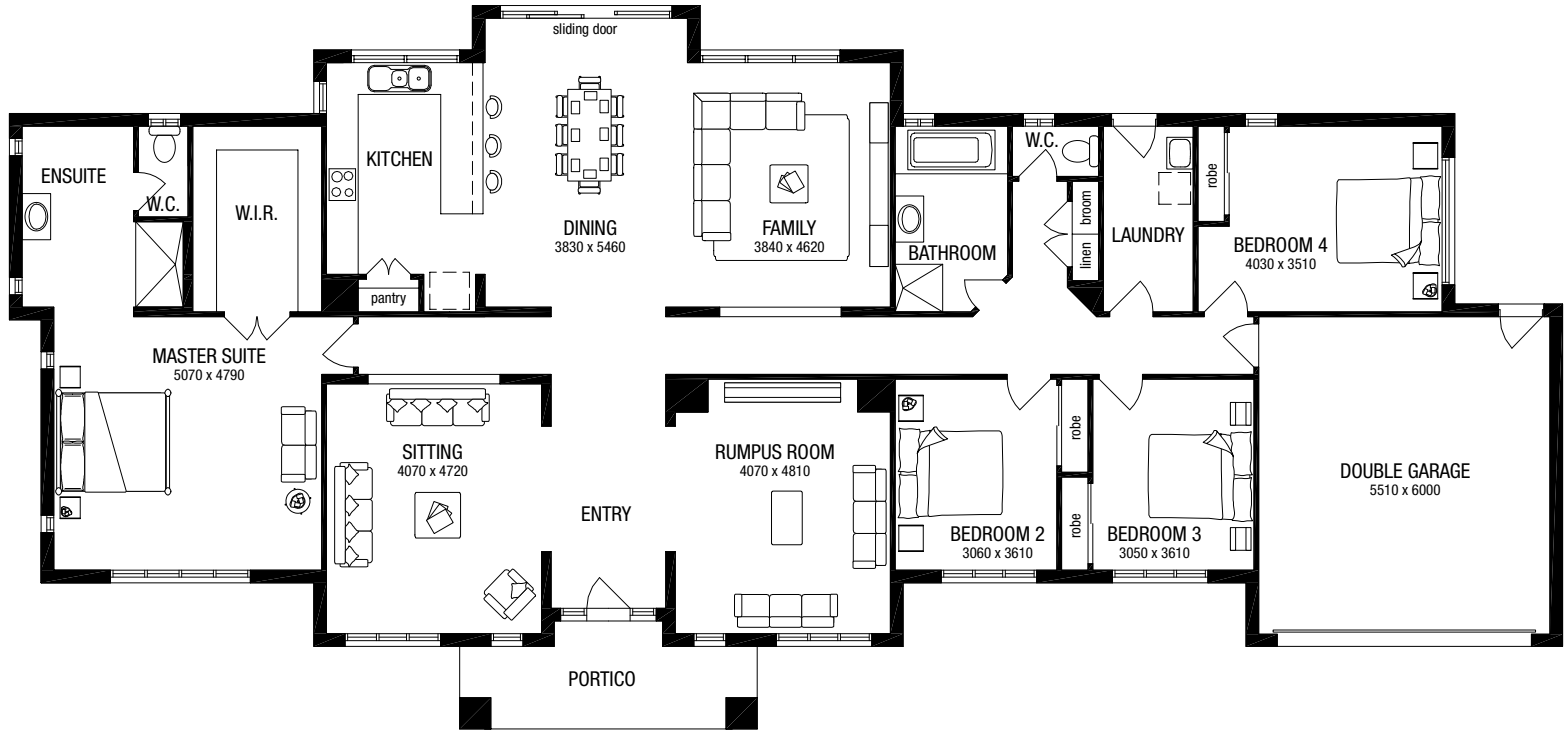 sliding door
W.C.
KITCHEN
ENSUITE
W.C.
W.I.R.
DINING
3830 x 5460
FAMILY
3840 x 4620
BATHROOM
broom
linen
LAUNDRY
robe
BEDROOM 4
4030 x 3510
pantry
MASTER SUITE
5070 x 4790
SITTING
4070 x 4720
RUMPUS ROOM
4070 x 4810
robe
robe
DOUBLE GARAGE
5510 x 6000
ENTRY
BEDROOM 2
3060 x 3610
BEDROOM 3
3050 x 3610
PORTICO